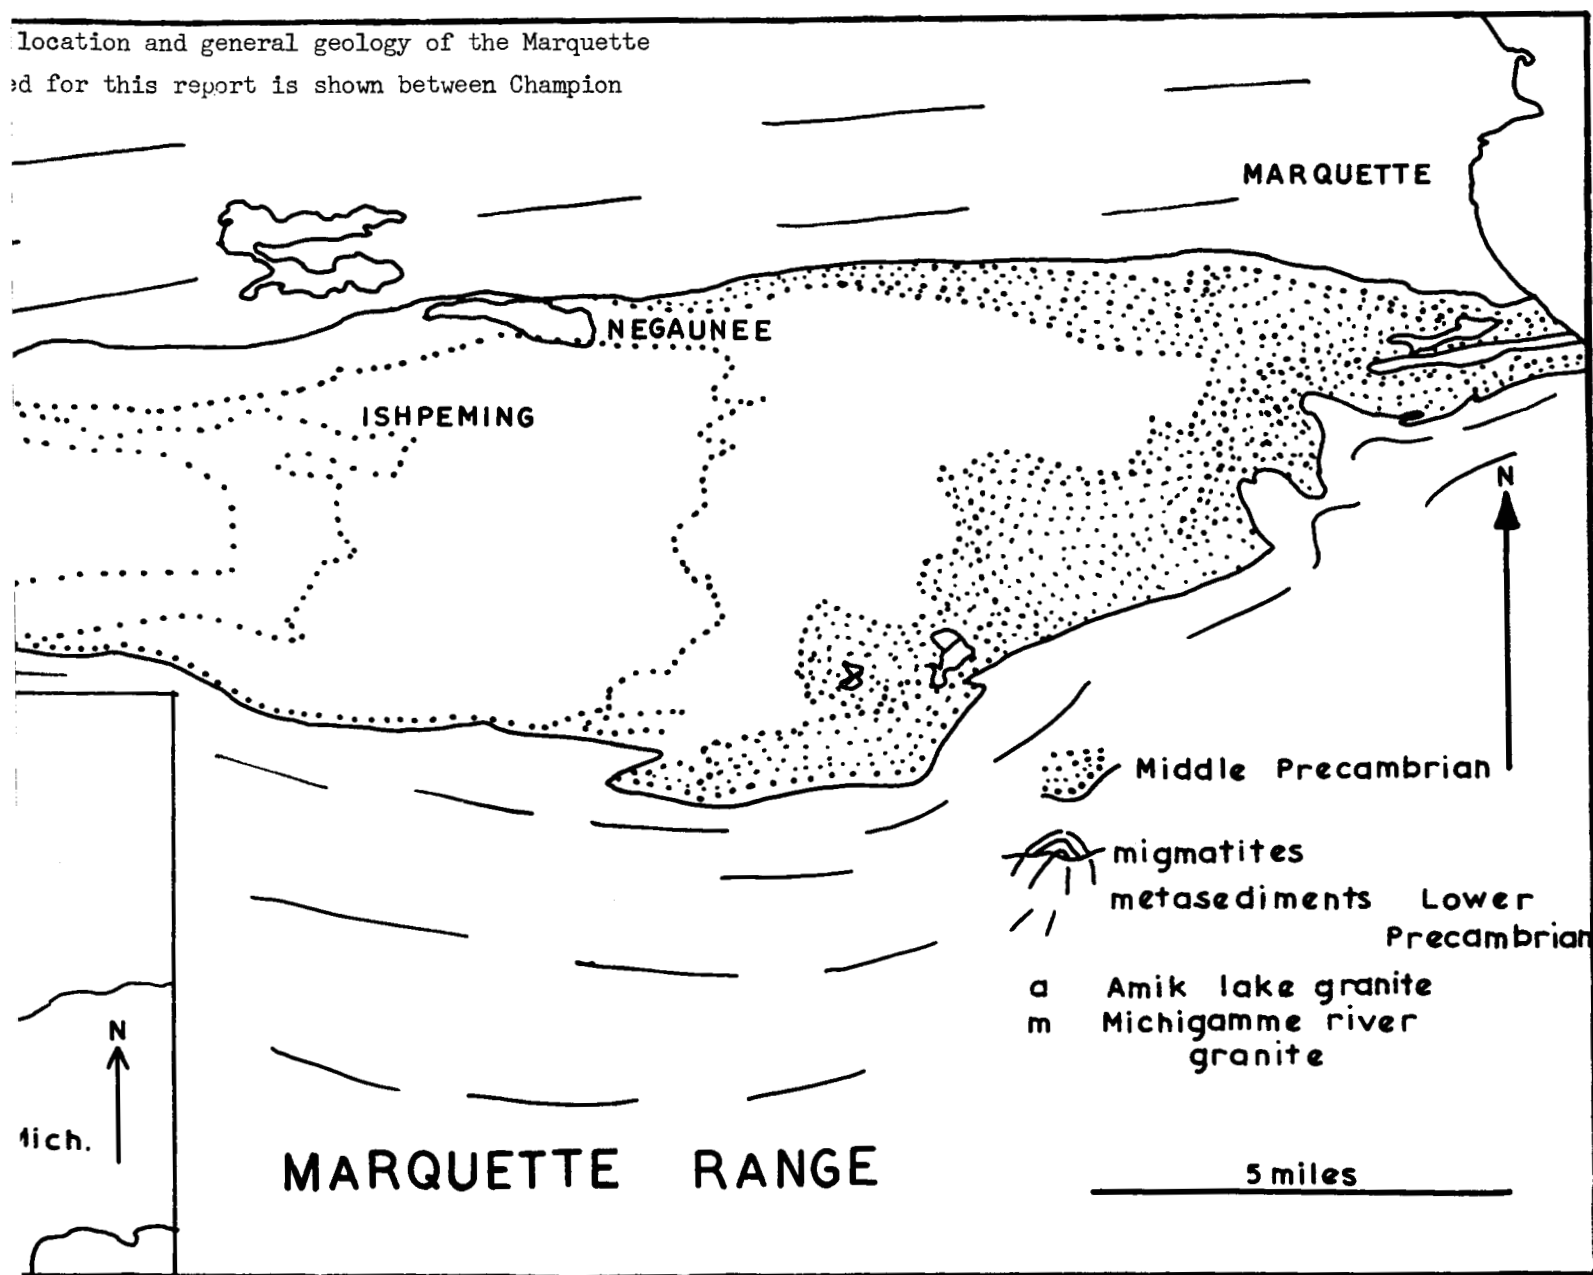 location and general geology of the Marquette
ed for this report is shown between Champion
MARQUETTE
NEGAUNEE
ISHPEMING
N
Middle Precambrian
migmatites
metasediments Lower
Precambrian
a Amik lake granite
m Michigamme river
granite
N
Mich.
MARQUETTE RANGE
5 miles